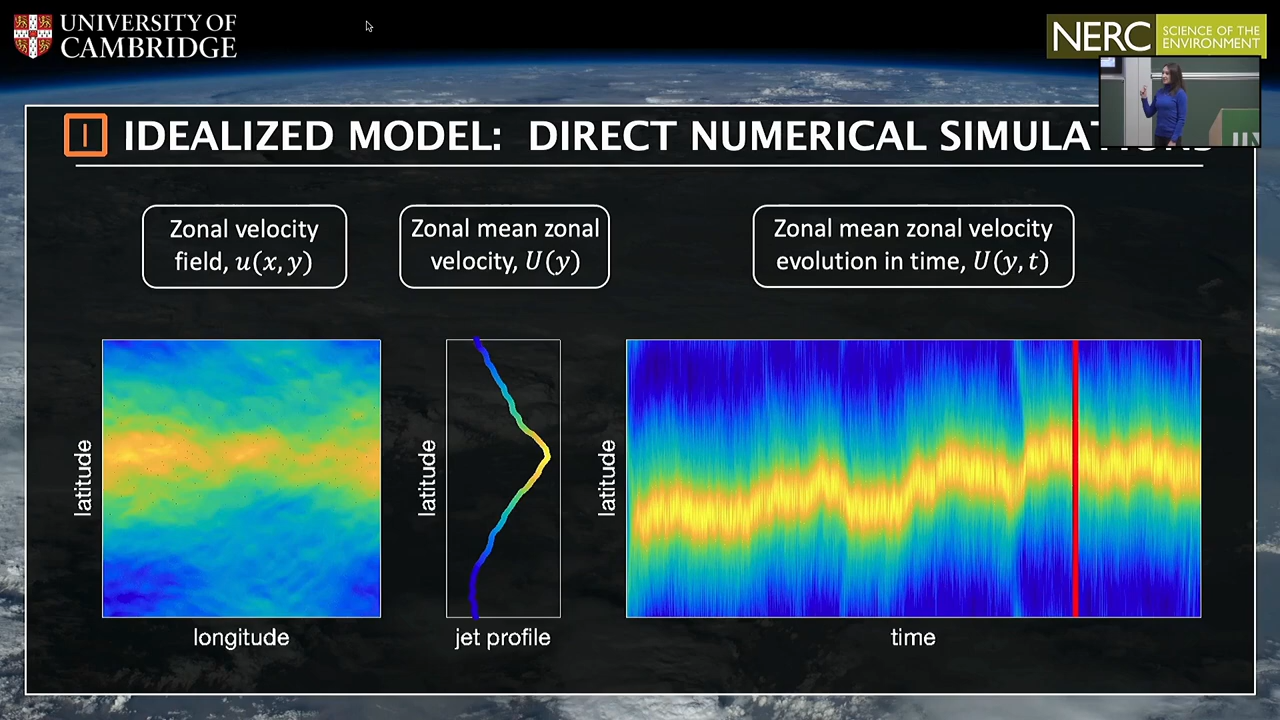 UNIVERSITY OF
CAMBRIDGE
NERC
SCIENCE OF THE
ENVIRONMENT
I
IDEALIZED MODEL: DIRECT NUMERICAL
Zonal velocity
field, u(x, y)
Zonal mean zonal
velocity, U(y)
Zonal mean zonal velocity
evolution in time, U(y, t)
latitude
longitude
latitude
jet profile
latitude
time